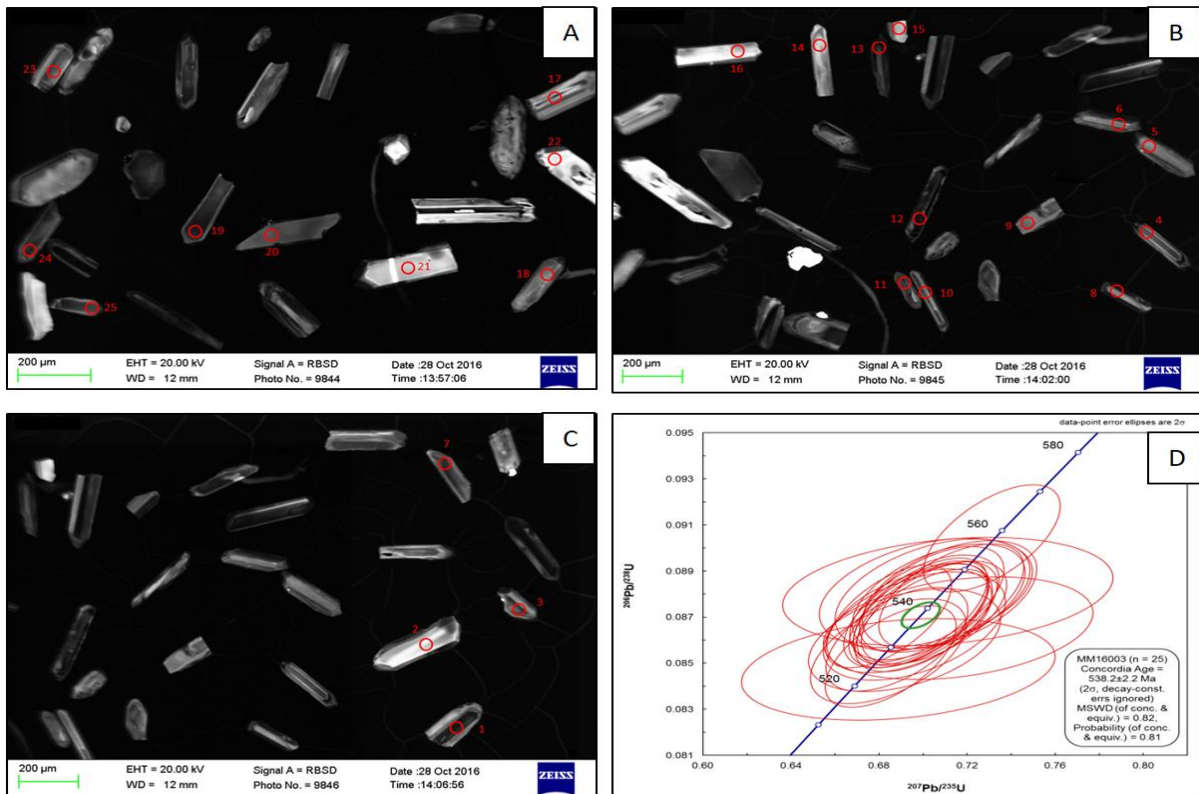 A
23
17
22
19
20
21
24
18
25
200 µm
EHT = 20.00 kV
Signal A = RBSD
Date :28 Oct 2016
WD = 12 mm
Photo No. = 9844
Time :13:57:06
ZEISS
B
15
14
13
16
6
5
12
9
4
11
10
8
200 µm
EHT = 20.00 kV
Signal A = RBSD
Date :28 Oct 2016
WD = 12 mm
Photo No. = 9845
Time :14:02:00
ZEISS
C
7
3
2
1
200 µm
EHT = 20.00 kV
Signal A = RBSD
Date :28 Oct 2016
WD = 12 mm
Photo No. = 9846
Time :14:06:56
ZEISS
data-point error ellipses are 2σ
D
0.095
0.093
0.091
0.089
0.087
0.085
0.083
0.081
²⁰⁶Pb/²³⁸U
580
560
540
520
MM16003 (n = 25)
Concordia Age =
538.2±2.2 Ma
(2σ, decay-const.
errs ignored)
MSWD (of conc. &
equiv.) = 0.82,
Probability (of conc.
& equiv.) = 0.81
0.60
0.64
0.68
0.72
0.76
0.80
²⁰⁷Pb/²³⁵U